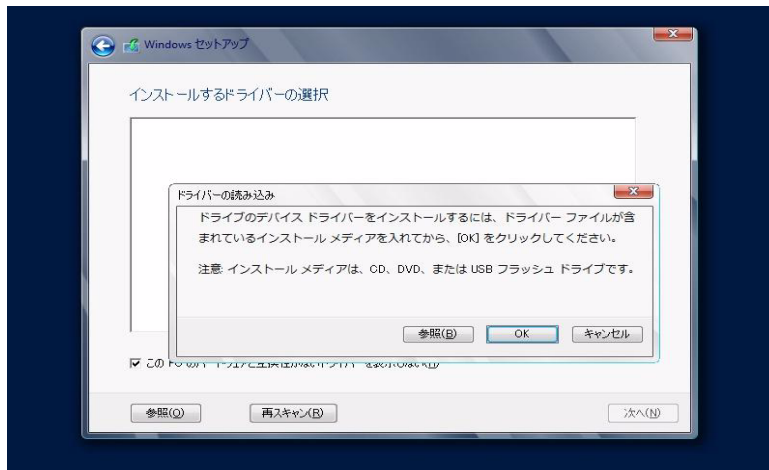 Windows セットアップ
インストールするドライバーの選択
ドライバーの読み込み
ドライブのデバイス ドライバーをインストールするには、ドライバー ファイルが含
まれているインストール メディアを入れてから、[OK] をクリックしてください。
注意: インストール メディアは、CD、DVD、または USB フラッシュ ドライブです。
参照(B)
OK
キャンセル
この
参照(O)
再スキャン(R)
次へ(N)